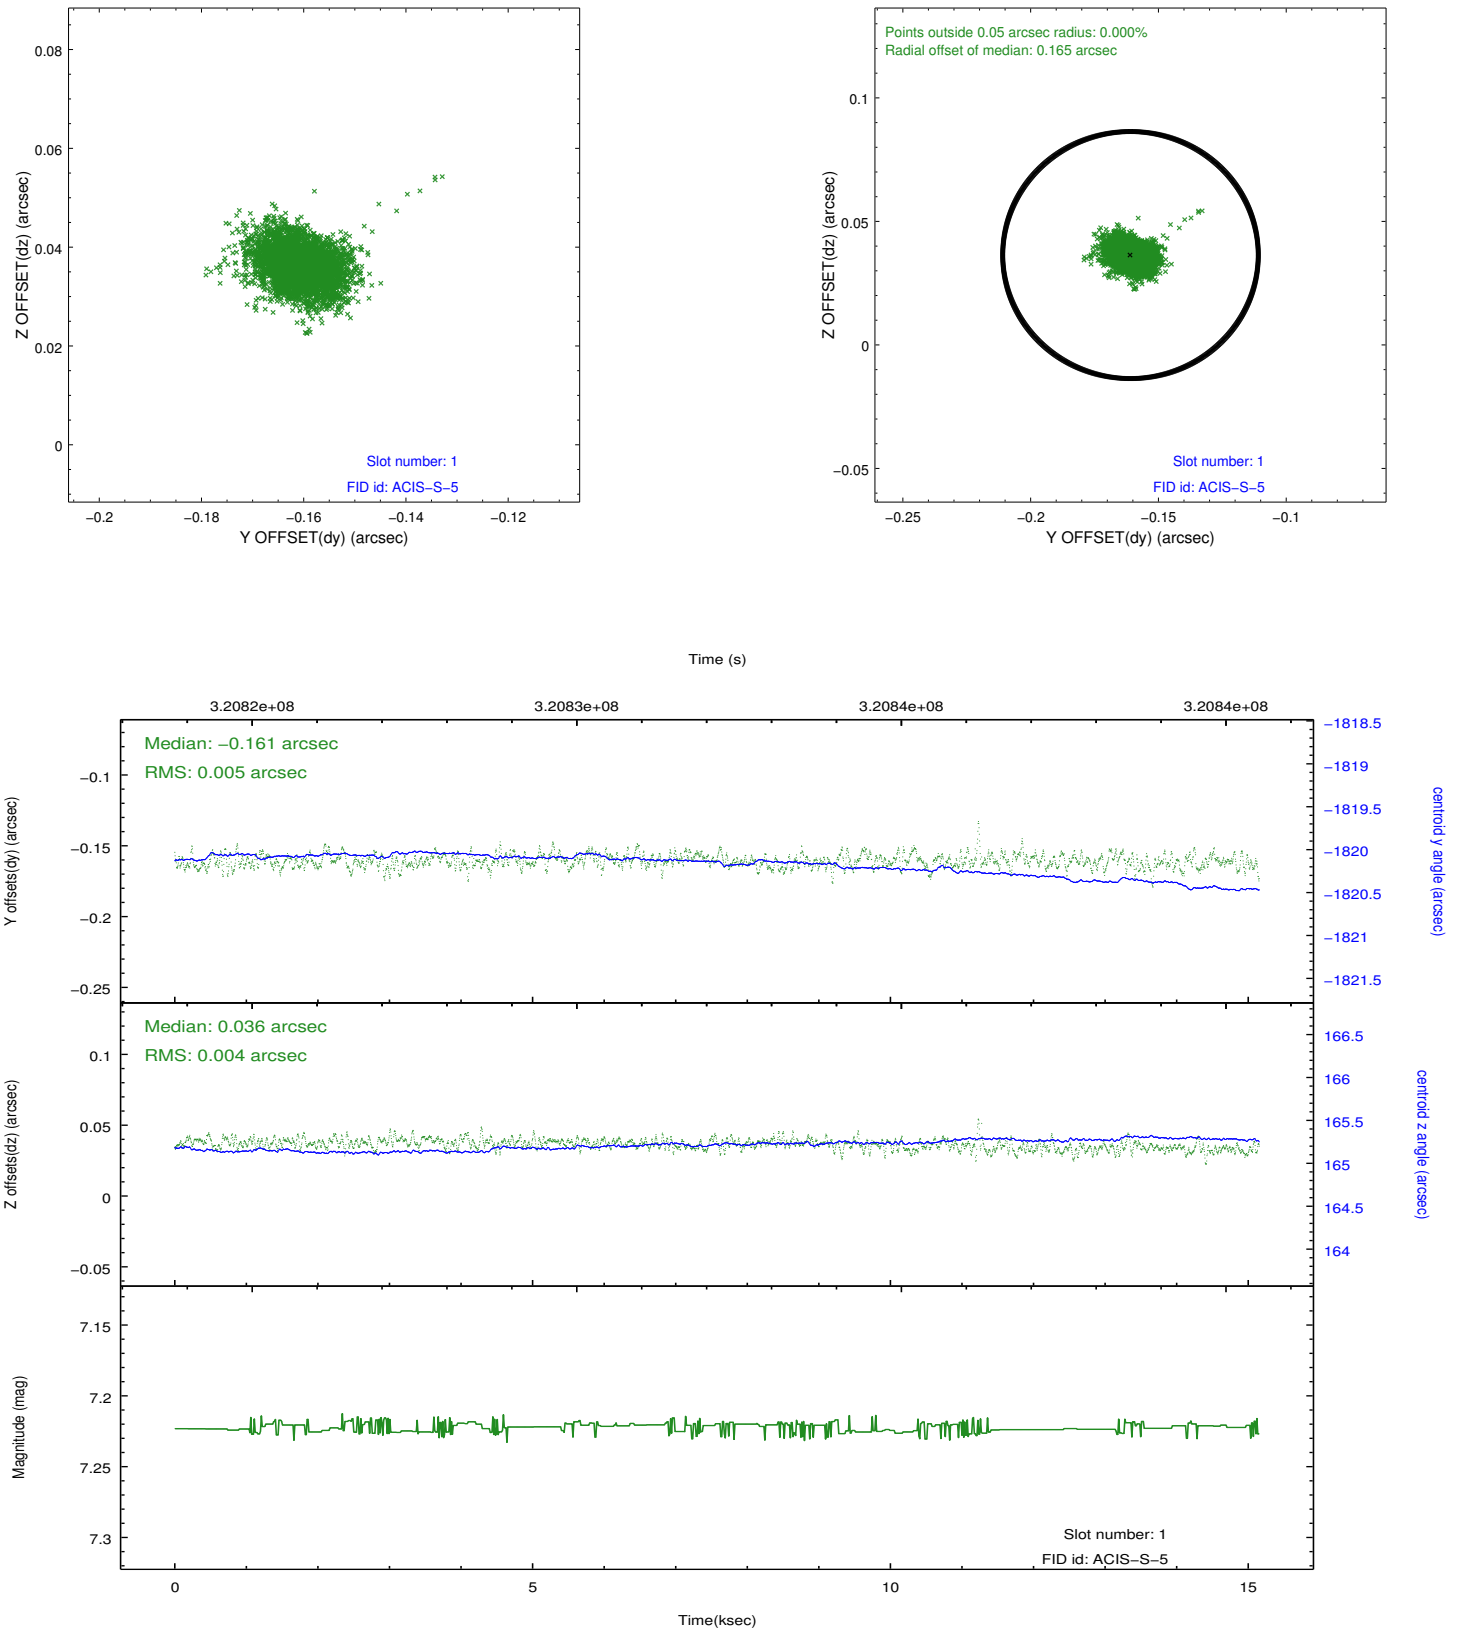 0.08
0.06
0.04
0.02
0
Z OFFSET(dz) (arcsec)
Slot number: 1
FID id: ACIS−S−5
−0.2
−0.18
−0.16
−0.14
−0.12
Y OFFSET(dy) (arcsec)
Points outside 0.05 arcsec radius: 0.000%
Radial offset of median: 0.165 arcsec
0.1
0.05
0
−0.05
Z OFFSET(dz) (arcsec)
Slot number: 1
FID id: ACIS−S−5
−0.25
−0.2
−0.15
−0.1
Y OFFSET(dy) (arcsec)
Time (s)
3.2082e+08
3.2083e+08
3.2084e+08
3.2084e+08
Median: −0.161 arcsec
RMS: 0.005 arcsec
−0.1
−0.15
−0.2
−0.25
Y offsets(dy) (arcsec)
−1818.5
−1819
−1819.5
−1820
−1820.5
−1821
−1821.5
centroid y angle (arcsec)
Median: 0.036 arcsec
RMS: 0.004 arcsec
0.1
0.05
0
−0.05
Z offsets(dz) (arcsec)
166.5
166
165.5
165
164.5
164
centroid z angle (arcsec)
7.15
7.2
7.25
7.3
Magnitude (mag)
Slot number: 1
FID id: ACIS−S−5
0
5
10
15
Time(ksec)